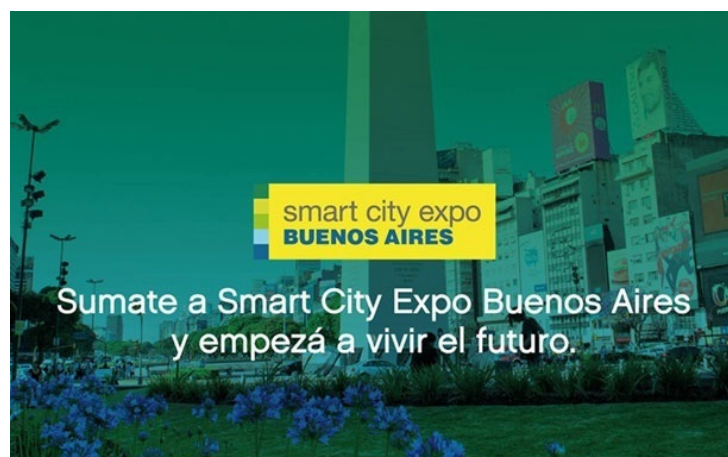 smart city expo
BUENOS AIRES
Sumate a Smart City Expo Buenos Aires
y empezá a vivir el futuro.